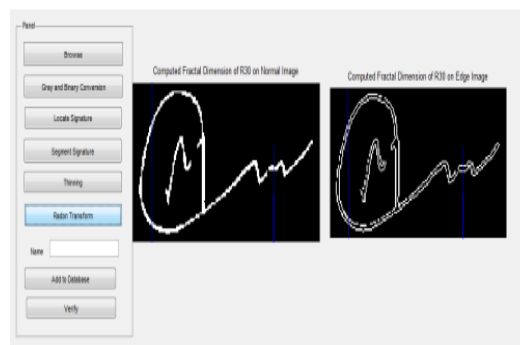 Panel
Browse
Grey and Binary Conversion
Locate Signature
Segment Signature
Thinning
Radon Transform
Name
Add to Database
Verify
Computed Fractal Dimension of R30 on Normal Image
Computed Fractal Dimension of R30 on Edge Image